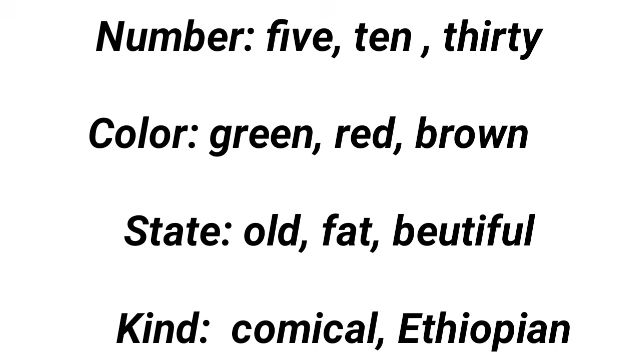 Number: five, ten , thirty
Color: green, red, brown
State: old, fat, beutiful
Kind:  comical, Ethiopian